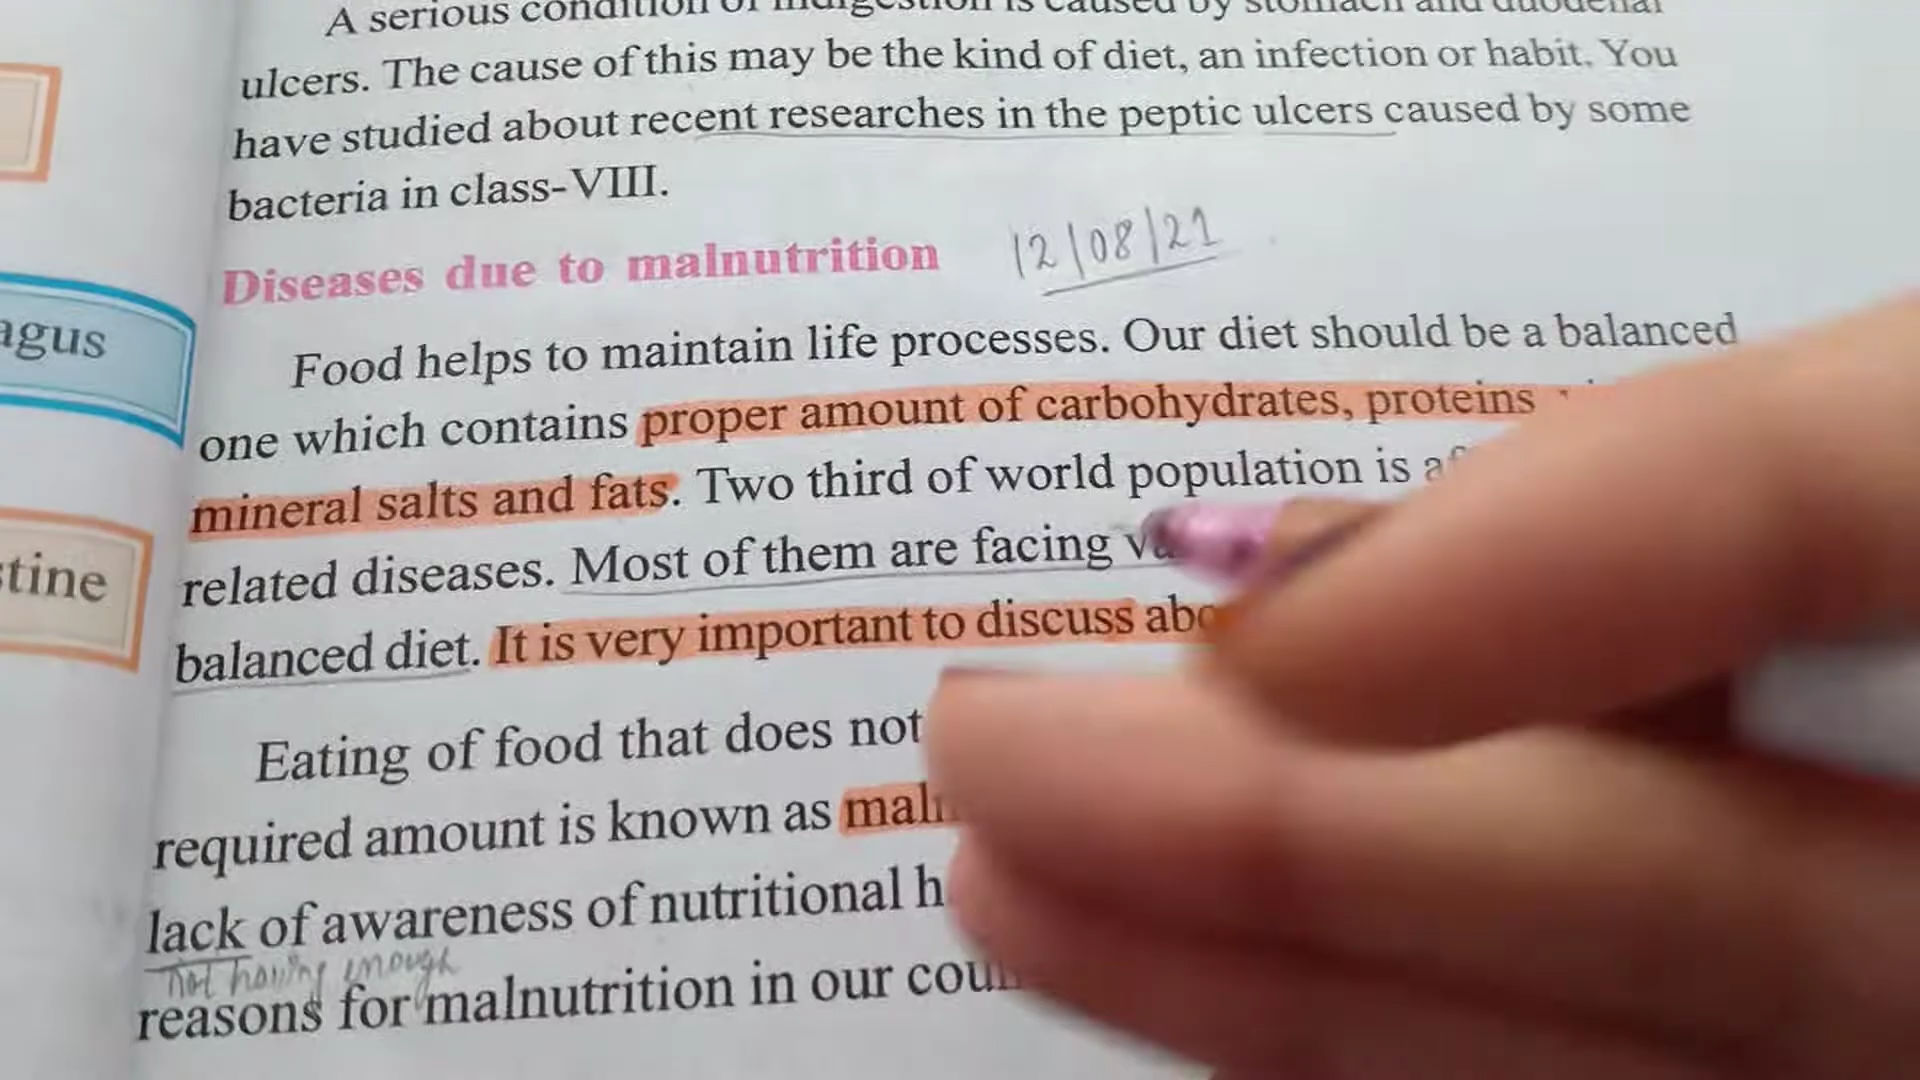 A serious condition of indigestion is caused by stomach and duodenal
ulcers. The cause of this may be the kind of diet, an infection or habit. You
have studied about recent researches in the peptic ulcers caused by some
bacteria in class-VIII.
Diseases due to malnutrition 12/08/21
agus
Food helps to maintain life processes. Our diet should be a balanced
one which contains proper amount of carbohydrates, proteins
mineral salts and fats. Two third of world population is
related diseases. Most of them are facing
stine
balanced diet. It is very important to discuss
Eating of food that does not
required amount is known as
lack of awareness of nutritional
not having enough
reasons for malnutrition in our